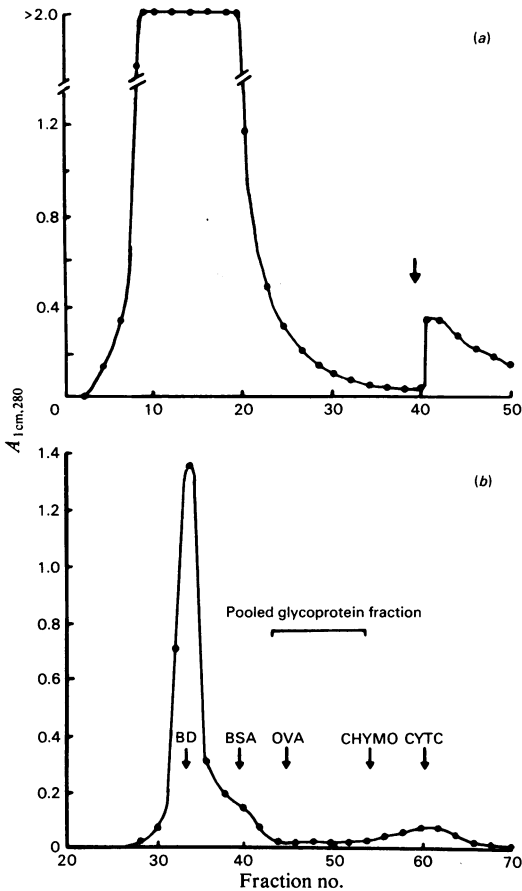 >2.0
(a)
1.2
0.8
0.4
0
10
20
30
40
50
A1cm,280
1.4
(b)
1.2
1.0
Pooled glycoprotein fraction
0.8
0.6
BD BSA OVA CHYMO CYTC
0.4
0.2
0
20 30 40 50 60 70
Fraction no.